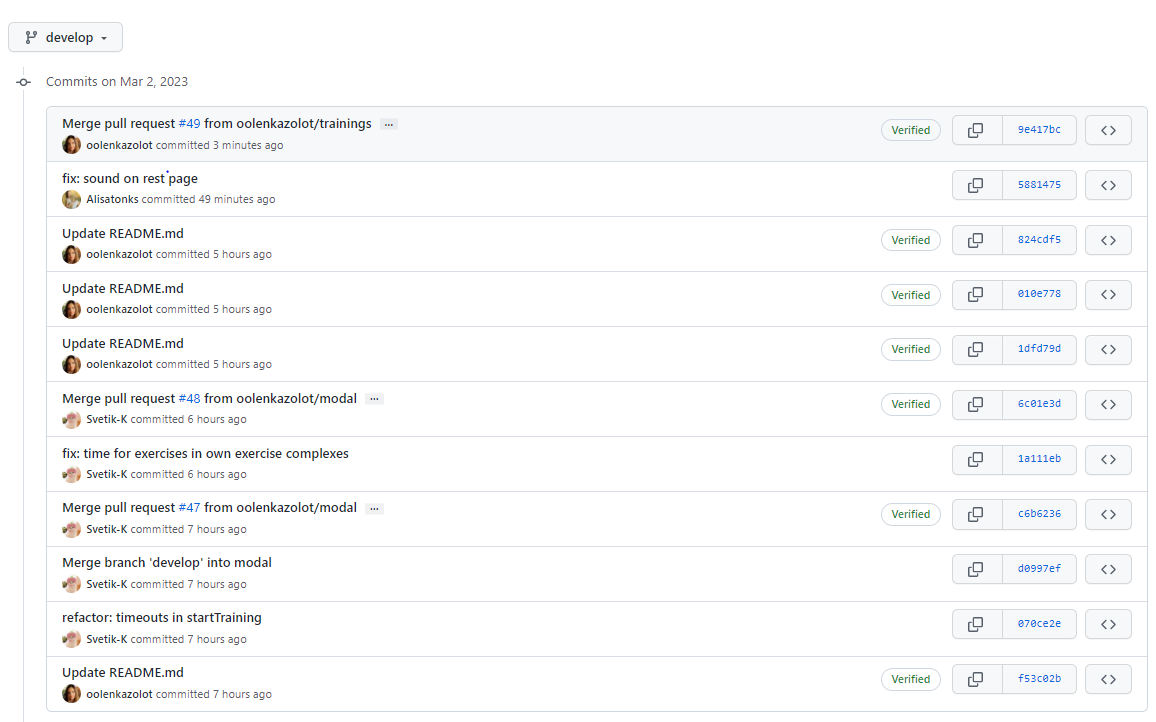 develop
Commits on Mar 2, 2023
Merge pull request #49 from oolenkazolot/trainings ...
oolenkazolot committed 3 minutes ago
Verified
9e417bc
fix: sound on rest page
Alisatonks committed 49 minutes ago
5881475
Update README.md
oolenkazolot committed 5 hours ago
Verified
824cdf5
Update README.md
oolenkazolot committed 5 hours ago
Verified
010e778
Update README.md
oolenkazolot committed 5 hours ago
Verified
1dfd79d
Merge pull request #48 from oolenkazolot/modal ...
Svetik-K committed 6 hours ago
Verified
6c01e3d
fix: time for exercises in own exercise complexes
Svetik-K committed 6 hours ago
1a111eb
Merge pull request #47 from oolenkazolot/modal ...
Svetik-K committed 7 hours ago
Verified
c6b6236
Merge branch 'develop' into modal
Svetik-K committed 7 hours ago
d0997ef
refactor: timeouts in startTraining
Svetik-K committed 7 hours ago
070ce2e
Update README.md
oolenkazolot committed 7 hours ago
Verified
f53c02b